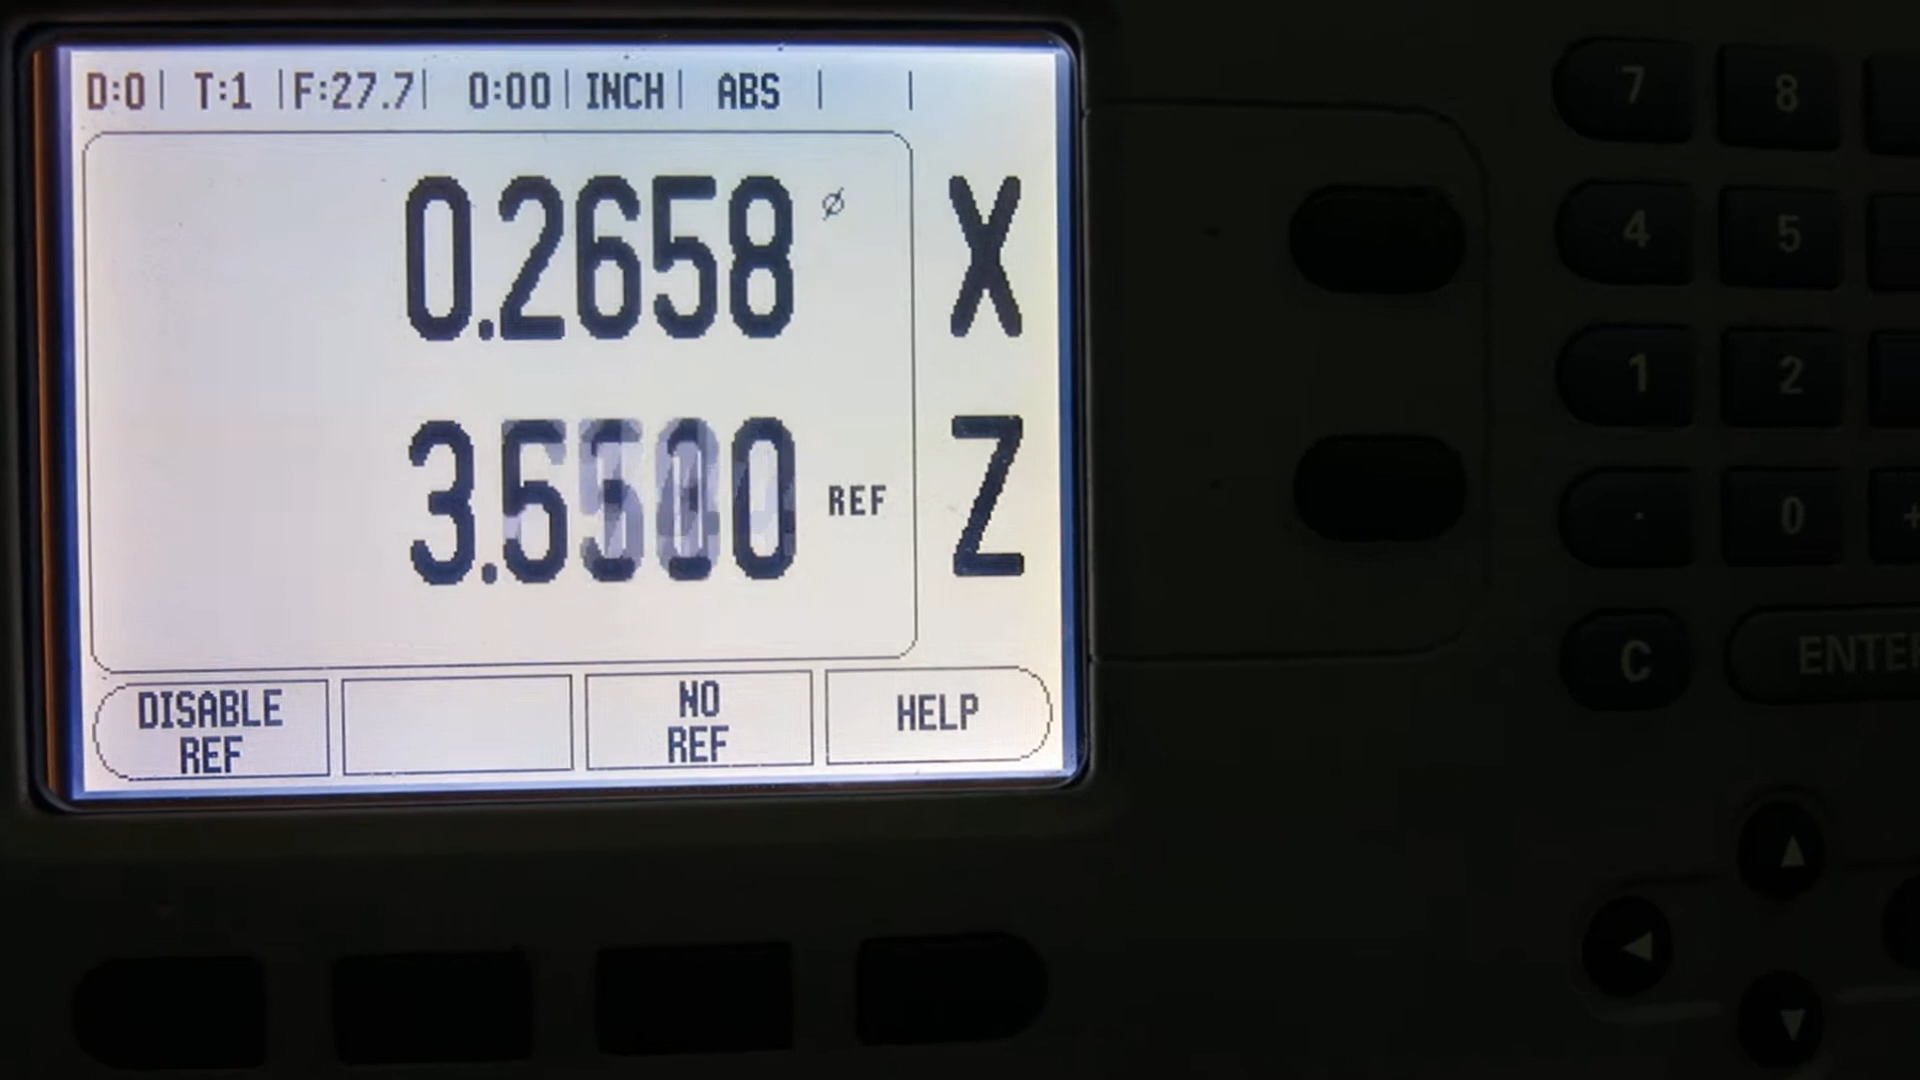 D:0 | T:1 | F:27.7 | 0:00 | INCH | ABS | |
0.2658 ⌀ X
REF Z
DISABLE REF
NO REF
HELP
7 8
4 5
1 2
. 0 +
C ENTER